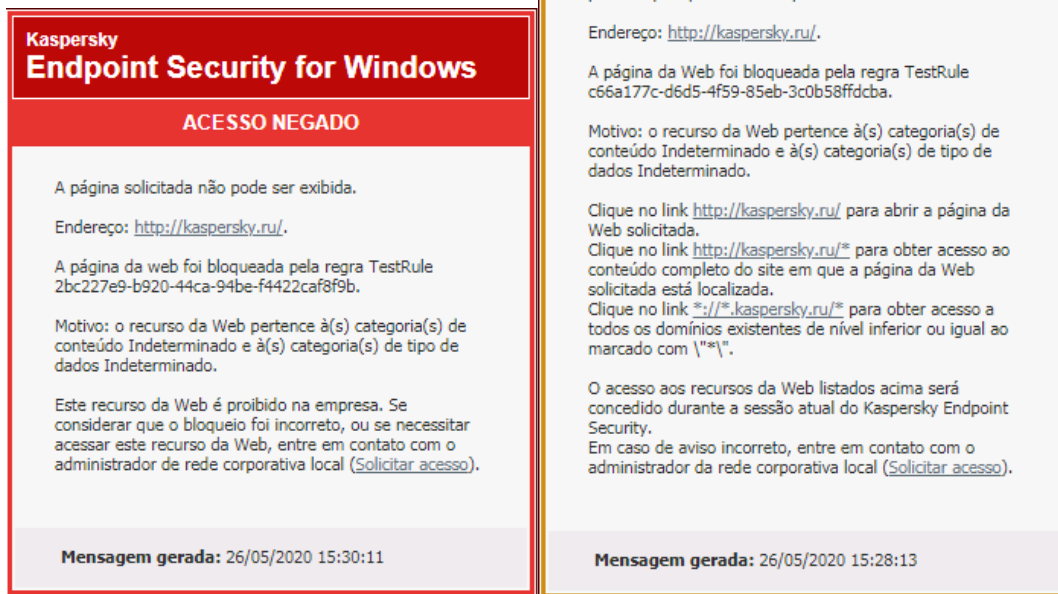 Kaspersky
Endpoint Security for Windows
ACESSO NEGADO
A página solicitada não pode ser exibida.
Endereço: http://kaspersky.ru/.
A página da web foi bloqueada pela regra TestRule
2bc227e9-b920-44ca-94be-f4422caf8f9b.
Motivo: o recurso da Web pertence à(s) categoria(s) de
conteúdo Indeterminado e à(s) categoria(s) de tipo de
dados Indeterminado.
Este recurso da Web é proibido na empresa. Se
considerar que o bloqueio foi incorreto, ou se necessitar
acessar este recurso da Web, entre em contato com o
administrador de rede corporativa local (Solicitar acesso).
Mensagem gerada: 26/05/2020 15:30:11
Endereço: http://kaspersky.ru/.
A página da Web foi bloqueada pela regra TestRule
c66a177c-d6d5-4f59-85eb-3c0b58ffdcba.
Motivo: o recurso da Web pertence à(s) categoria(s) de
conteúdo Indeterminado e à(s) categoria(s) de tipo de
dados Indeterminado.
Clique no link http://kaspersky.ru/ para abrir a página da
Web solicitada.
Clique no link http://kaspersky.ru/* para obter acesso ao
conteúdo completo do site em que a página da Web
solicitada está localizada.
Clique no link *://*.kaspersky.ru/* para obter acesso a
todos os domínios existentes de nível inferior ou igual ao
marcado com \"*\".
O acesso aos recursos da Web listados acima será
concedido durante a sessão atual do Kaspersky Endpoint
Security.
Em caso de aviso incorreto, entre em contato com o
administrador da rede corporativa local (Solicitar acesso).
Mensagem gerada: 26/05/2020 15:28:13